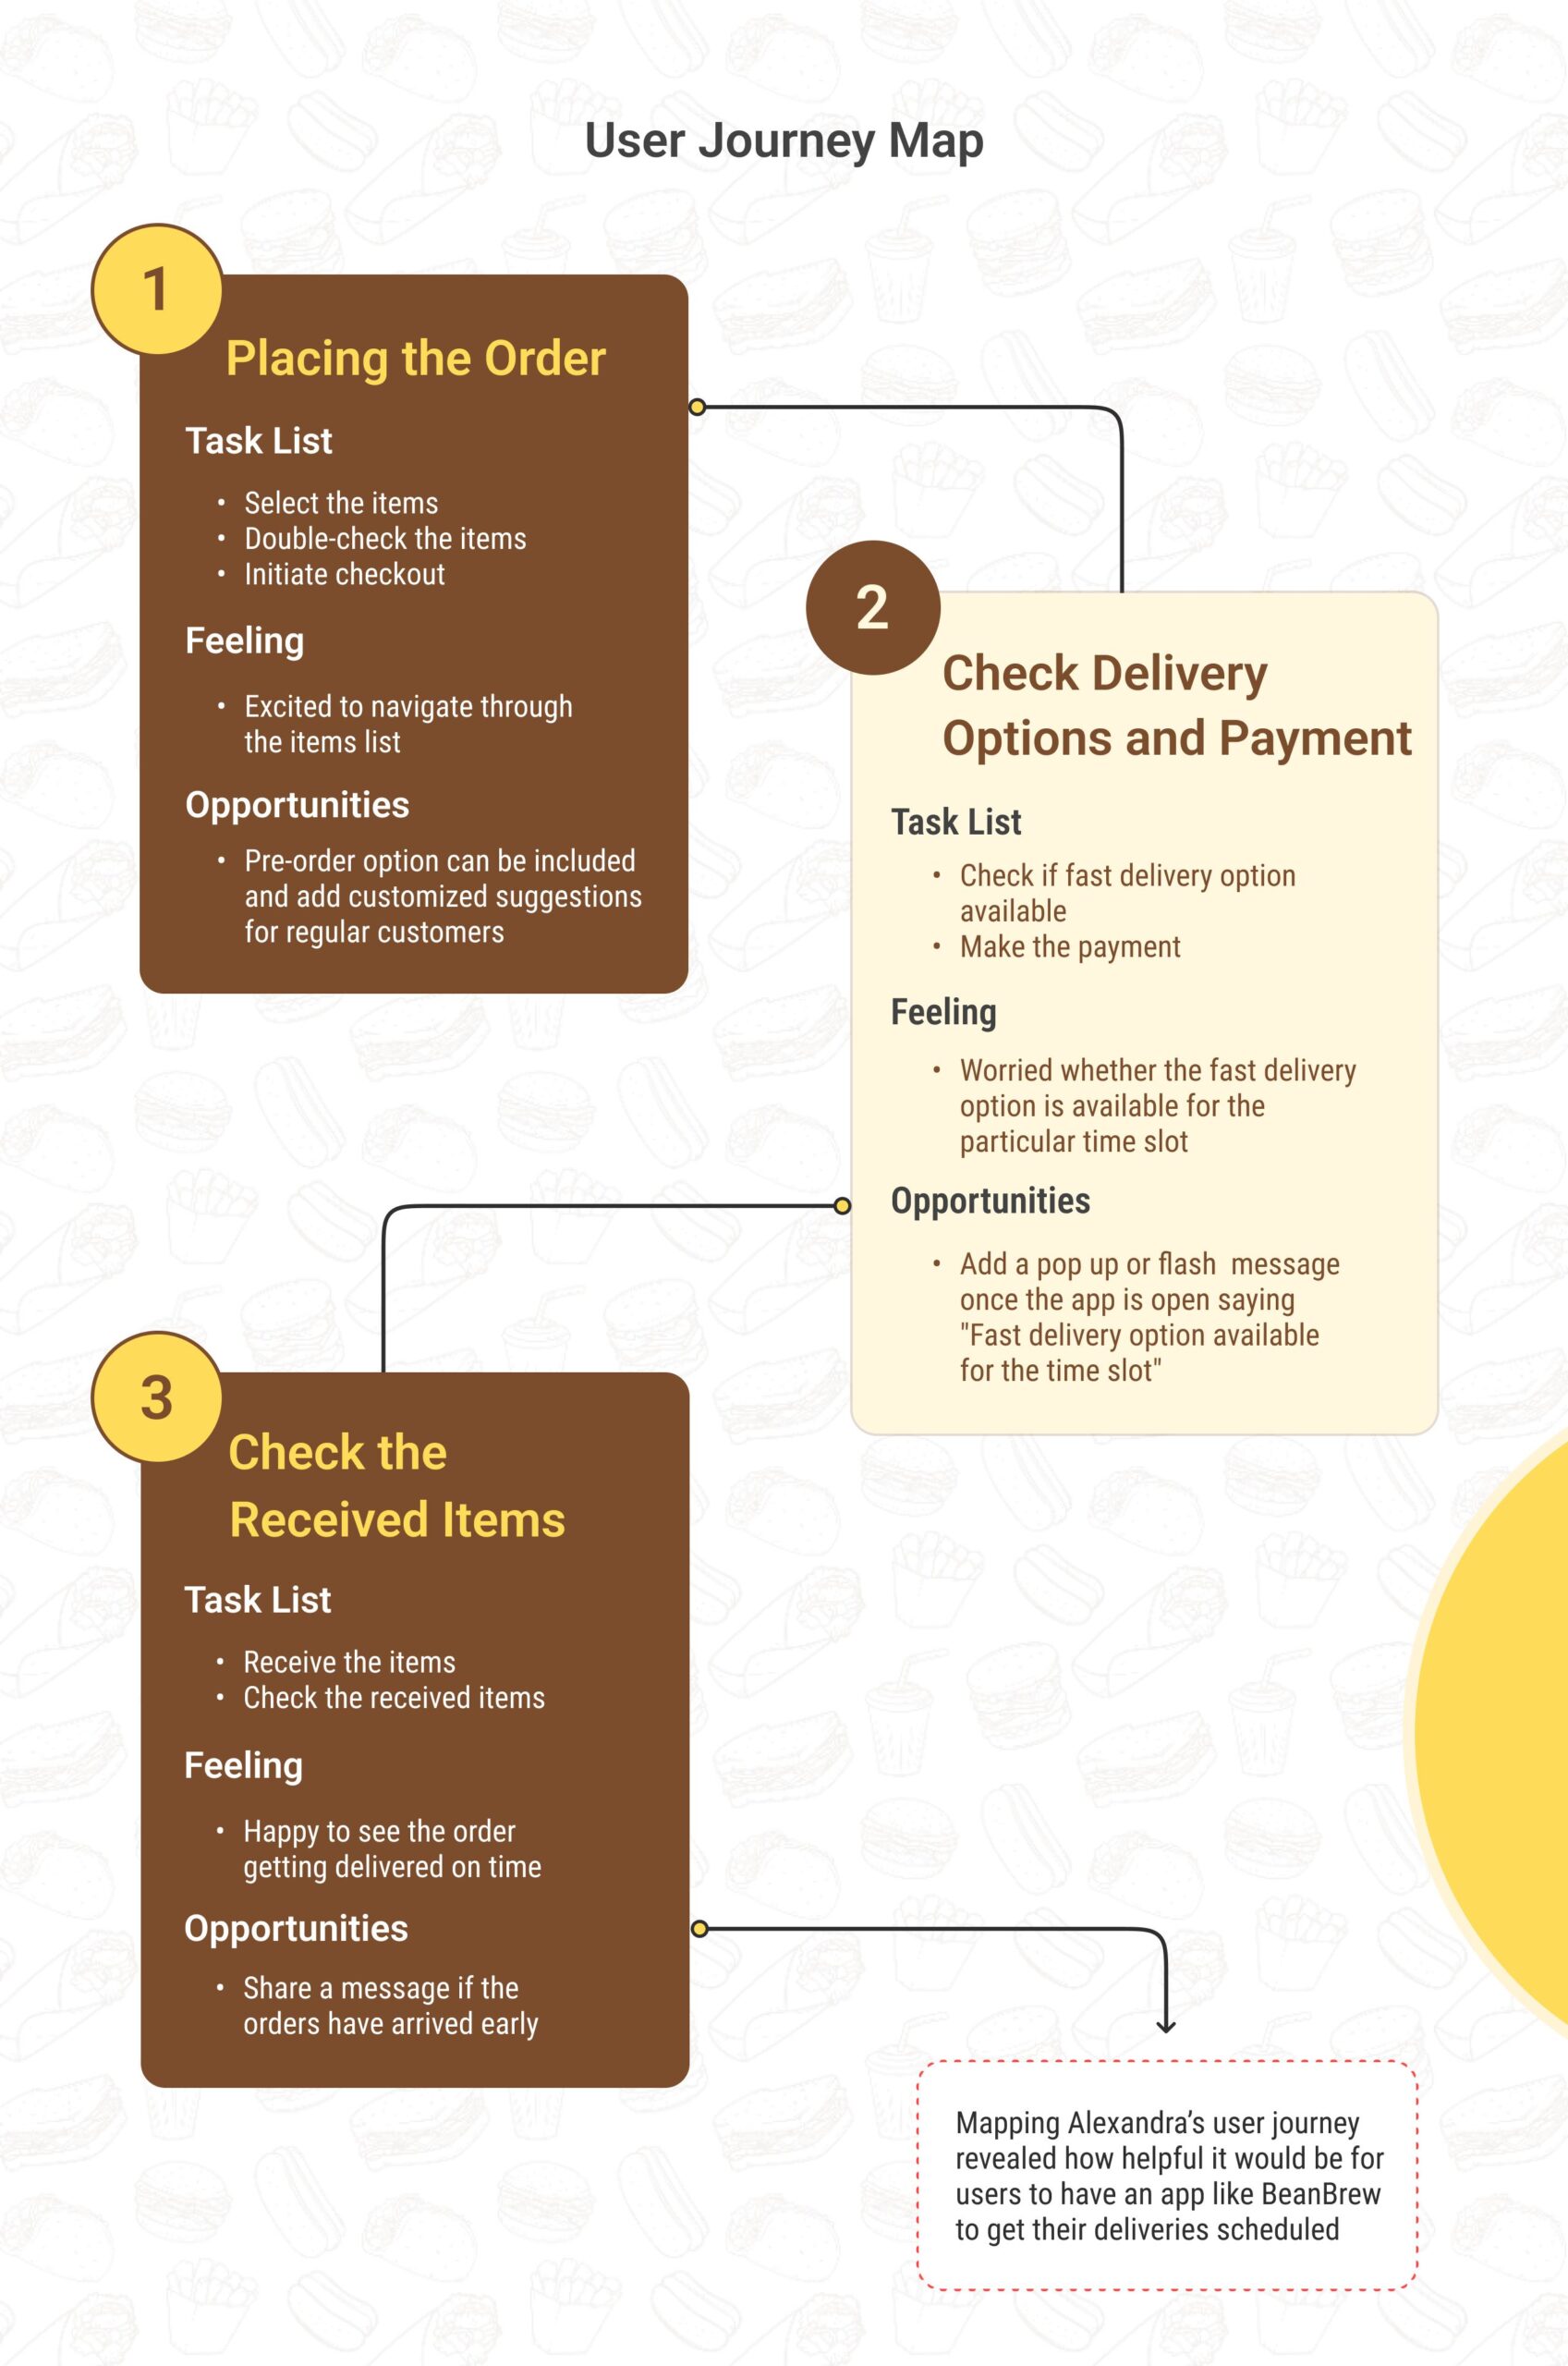 User Journey Map
1
Placing the Order
Task List
• Select the items
• Double-check the items
• Initiate checkout
Feeling
• Excited to navigate through
the items list
Opportunities
• Pre-order option can be included
and add customized suggestions
for regular customers
2
Check Delivery
Options and Payment
Task List
• Check if fast delivery option
available
• Make the payment
Feeling
• Worried whether the fast delivery
option is available for the
particular time slot
Opportunities
• Add a pop up or flash  message
once the app is open saying
"Fast delivery option available
for the time slot"
3
Check the
Received Items
Task List
• Receive the items
• Check the received items
Feeling
• Happy to see the order
getting delivered on time
Opportunities
• Share a message if the
orders have arrived early
Mapping Alexandra’s user journey
revealed how helpful it would be for
users to have an app like BeanBrew
to get their deliveries scheduled